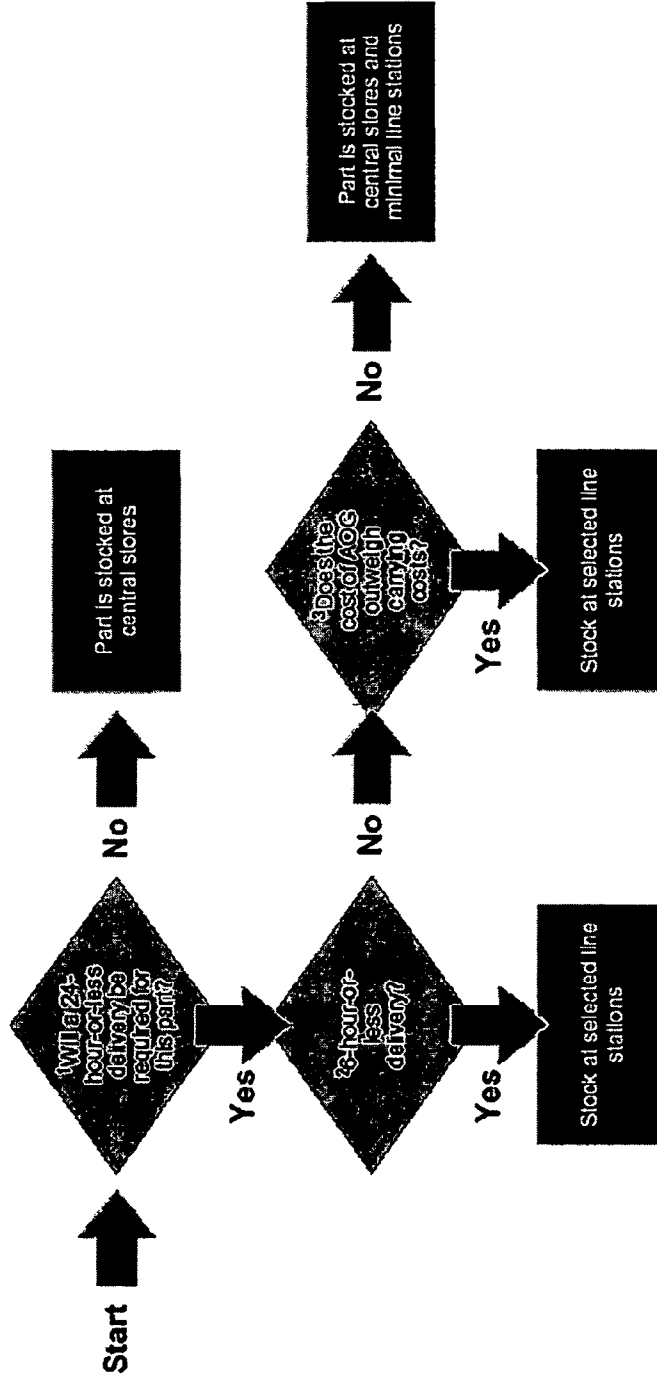 Start
¹Will a 24-
hour-or-less
delivery be
required for
this part?
No
Part is stocked at
central stores
Yes
²6-hour-or-
less
delivery?
No
³Does the
cost of AOG
outweigh
carrying
costs?
No
Part is stocked at
central stores and
minimal line stations
Yes
Stock at selected line
stations
Yes
Stock at selected line
stations